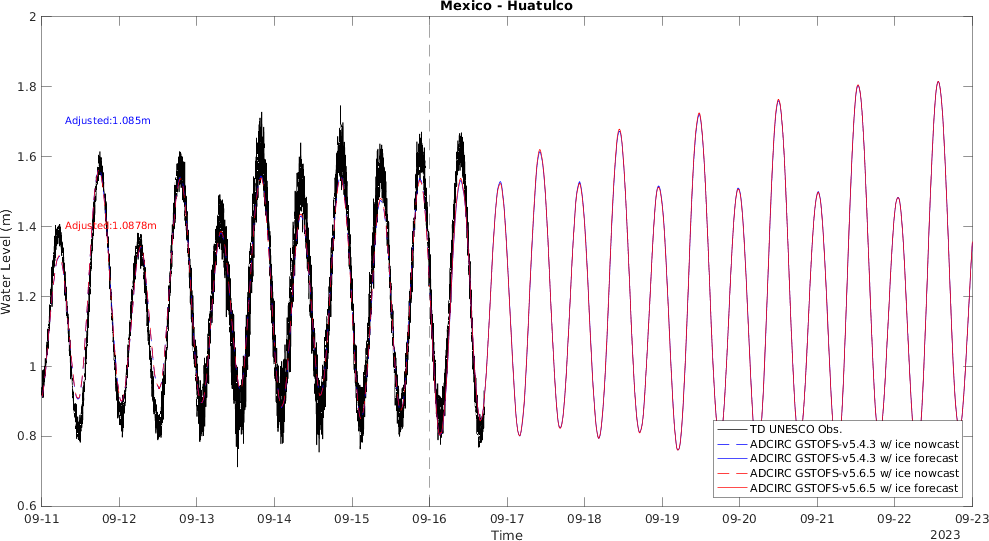 Mexico - Huatulco
2
1.8
1.6
1.4
1.2
1
0.8
0.6
Water Level (m)
Adjusted:1.085m
Adjusted:1.0878m
TD UNESCO Obs.
ADCIRC GSTOFS-v5.4.3 w/ ice nowcast
ADCIRC GSTOFS-v5.4.3 w/ ice forecast
ADCIRC GSTOFS-v5.6.5 w/ ice nowcast
ADCIRC GSTOFS-v5.6.5 w/ ice forecast
09-11 09-12 09-13 09-14 09-15 09-16 09-17 09-18 09-19 09-20 09-21 09-22 09-23
Time
2023